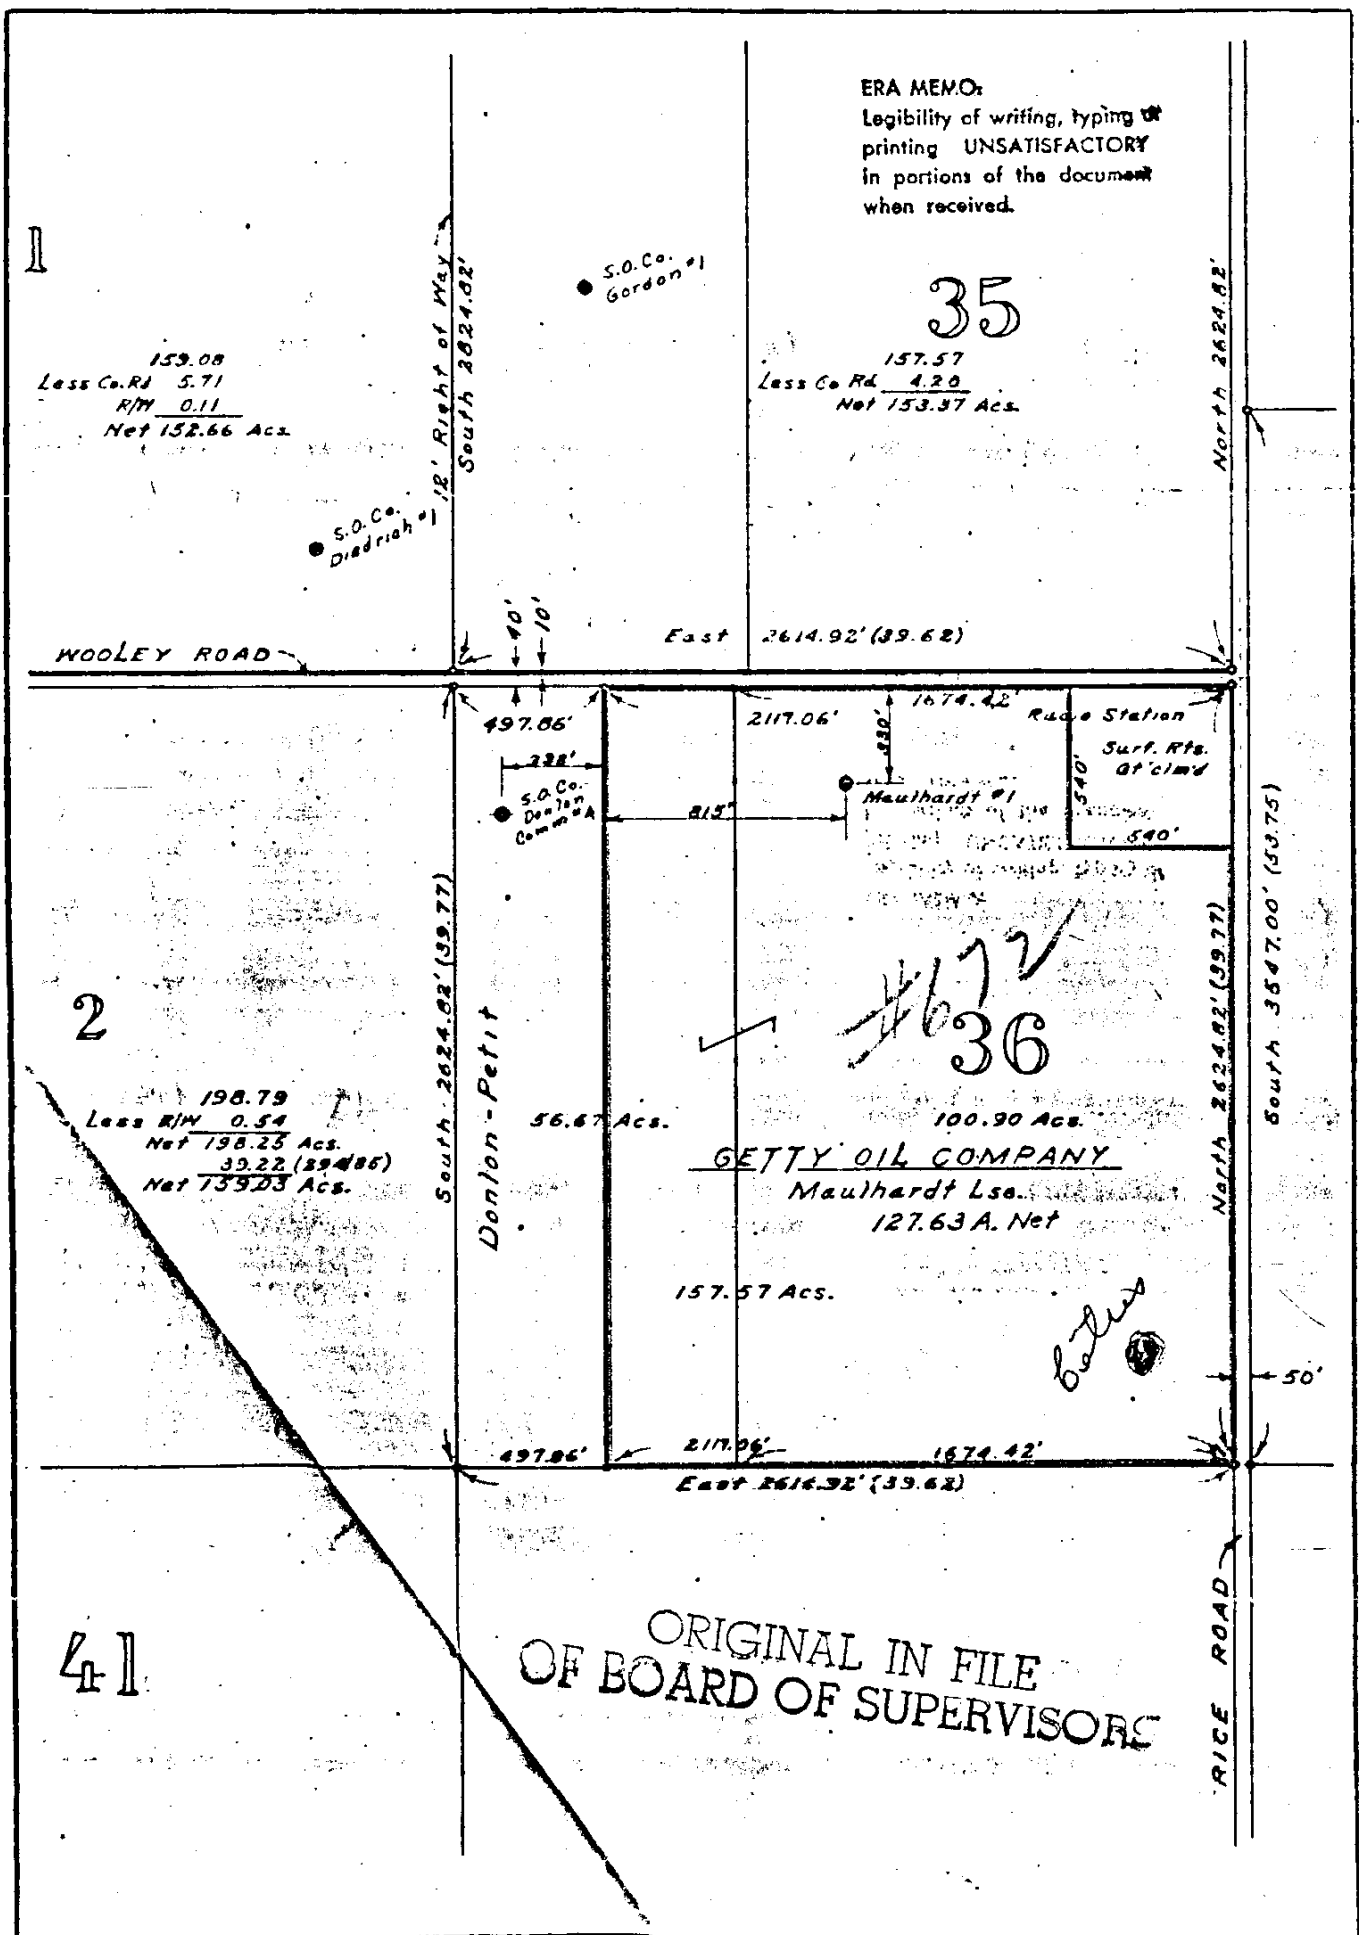 ERA MEMO:
Legibility of writing, typing or
printing UNSATISFACTORY
in portions of the document
when received.
1
35
S.O. Co.
Gordon #1
12' Right of Way
South 2624.82'
North 2624.82'
159.08
Less Co. Rd 5.71
R/W 0.11
Net 152.66 Acs.
157.57
Less Co Rd. 4.20
Net 153.37 Acs.
S.O. Co.
Diedrich #1
40'
10'
East 2614.92' (39.62)
WOOLEY ROAD
497.86'
2117.06'
1674.42'
Radio Station
Surf. Rts.
Qt'clm'd
330'
540'
540'
238'
S.O. Co.
Donlon
Comm #A
815'
Maulhardt #1
South 3547.00' (53.75)
South 2624.82' (39.77)
North 2624.82' (39.77)
#672
2
36
Donlon-Petit
198.79
Less R/W 0.54
Net 198.25 Acs.
39.22 (394/85)
Net 159.03 Acs.
56.67 Acs.
100.90 Acs.
GETTY OIL COMPANY
Maulhardt Lse.
127.63 A. Net
157.57 Acs.
50'
497.86'
2117.06'
1674.42'
East 2614.92' (39.62)
RICE ROAD
41
ORIGINAL IN FILE
OF BOARD OF SUPERVISORS